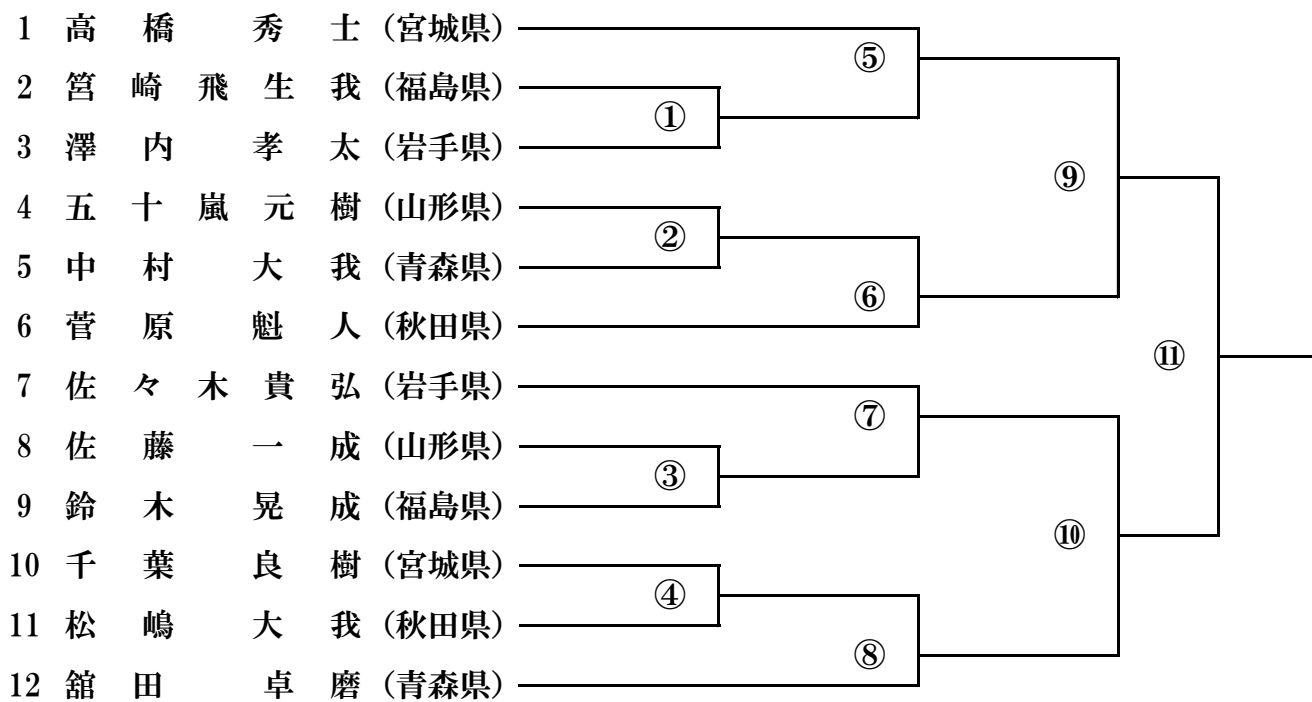 1 高橋 秀士（宮城県）
⑤
2 筥崎飛生我（福島県）
①
3 澤内 孝太（岩手県）
⑨
4 五十嵐元樹（山形県）
②
5 中村 大我（青森県）
⑥
6 菅原 魁人（秋田県）
⑪
7 佐々木貴弘（岩手県）
⑦
8 佐藤 一成（山形県）
③
9 鈴木 晃成（福島県）
⑩
10 千葉 良樹（宮城県）
④
11 松嶋 大我（秋田県）
⑧
12 舘田 卓磨（青森県）